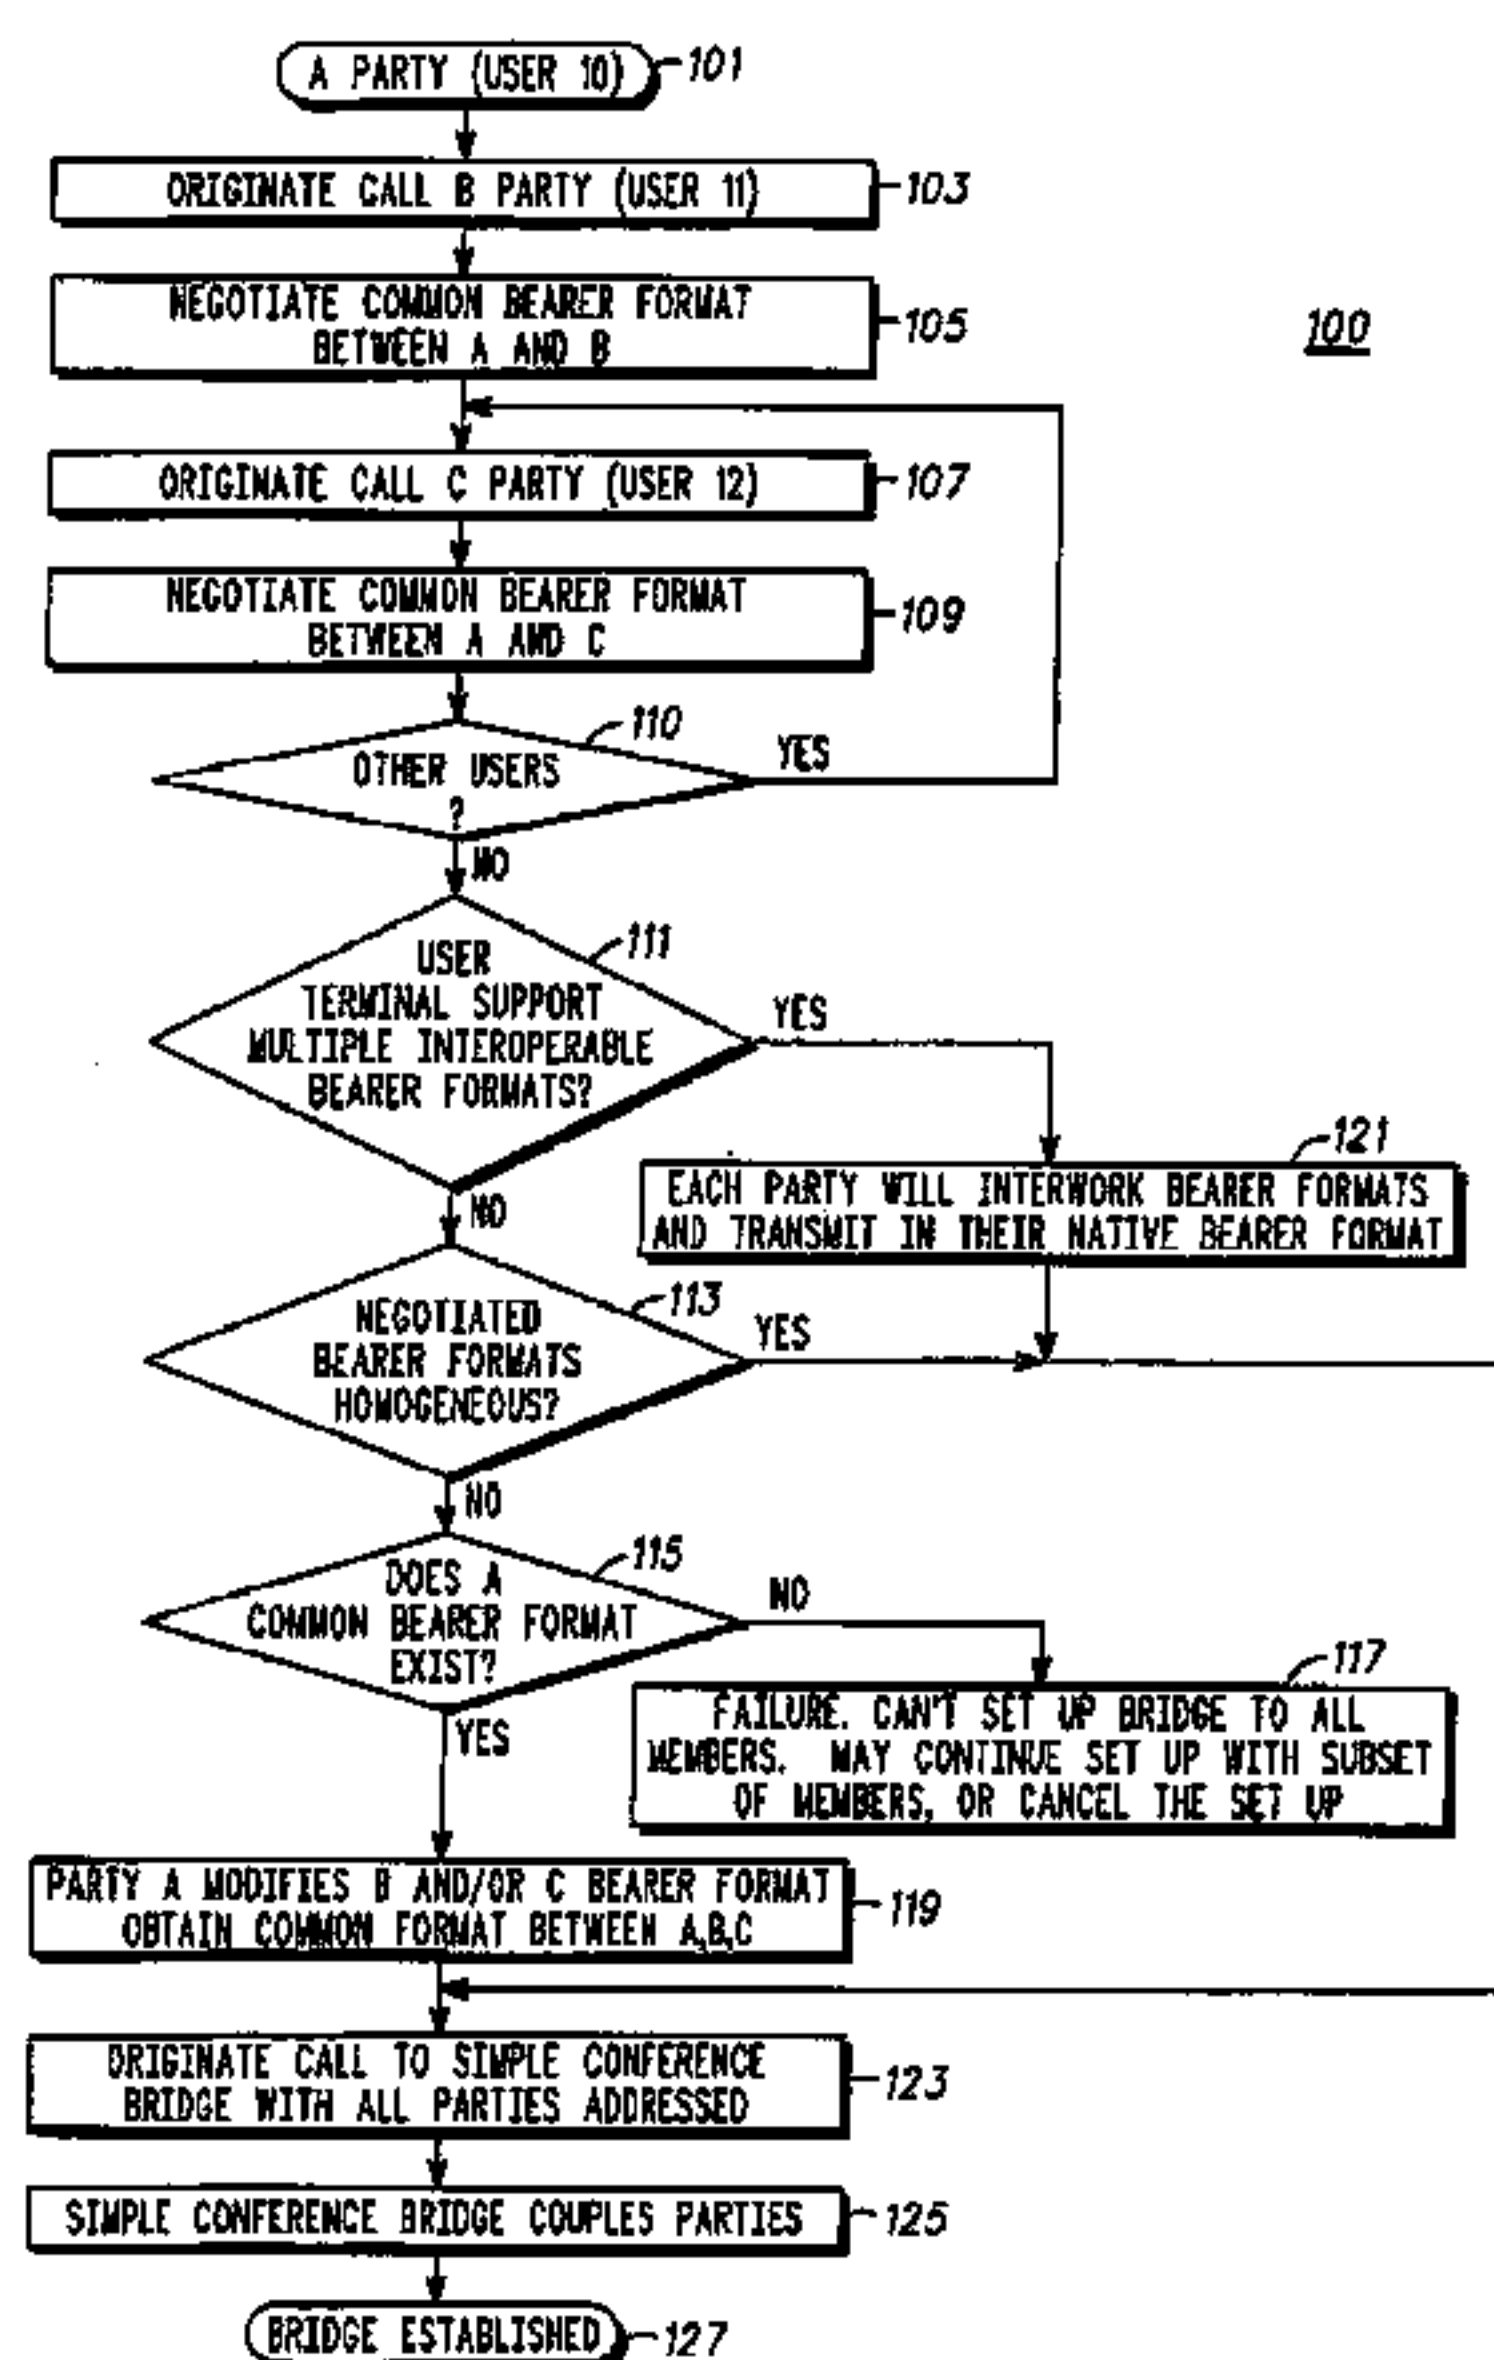 A PARTY (USER 10)
101
ORIGINATE CALL B PARTY (USER 11)
103
NEGOTIATE COMMON BEARER FORMAT
BETWEEN A AND B
105
100
ORIGINATE CALL C PARTY (USER 12)
107
NEGOTIATE COMMON BEARER FORMAT
BETWEEN A AND C
109
110
OTHER USERS
?
YES
NO
111
USER
TERMINAL SUPPORT
MULTIPLE INTEROPERABLE
BEARER FORMATS?
YES
NO
121
EACH PARTY WILL INTERWORK BEARER FORMATS
AND TRANSMIT IN THEIR NATIVE BEARER FORMAT
113
NEGOTIATED
BEARER FORMATS
HOMOGENEOUS?
YES
NO
115
DOES A
COMMON BEARER FORMAT
EXIST?
NO
YES
117
FAILURE. CAN'T SET UP BRIDGE TO ALL
MEMBERS. MAY CONTINUE SET UP WITH SUBSET
OF MEMBERS, OR CANCEL THE SET UP
PARTY A MODIFIES B AND/OR C BEARER FORMAT
OBTAIN COMMON FORMAT BETWEEN A,B,C
119
ORIGINATE CALL TO SIMPLE CONFERENCE
BRIDGE WITH ALL PARTIES ADDRESSED
123
SIMPLE CONFERENCE BRIDGE COUPLES PARTIES
125
BRIDGE ESTABLISHED
127